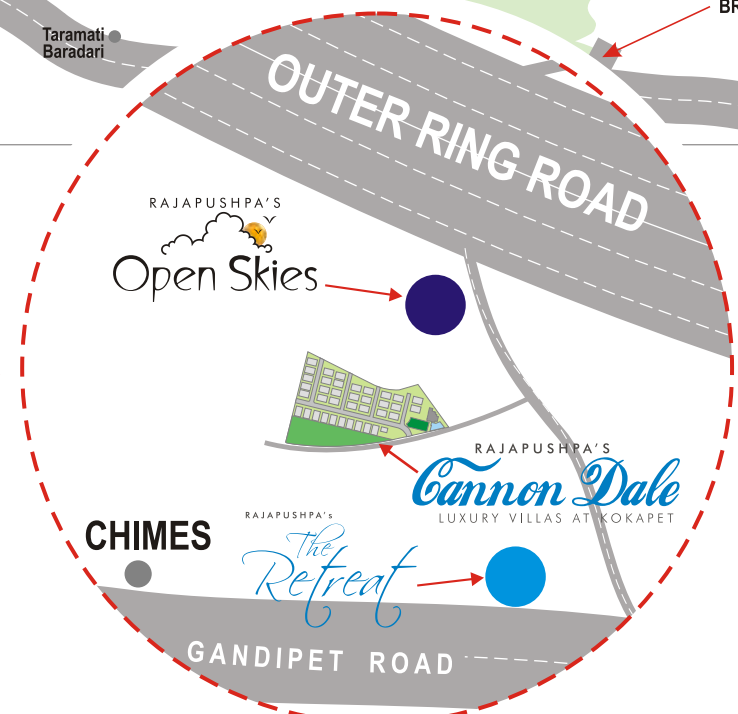 BR
Taramati
Baradari
OUTER RING ROAD
RAJAPUSHPA'S
Open Skies
RAJAPUSHPA'S
Cannon Dale
LUXURY VILLAS AT KOKAPET
CHIMES
RAJAPUSHPA's
The
Retreat
GANDIPET ROAD